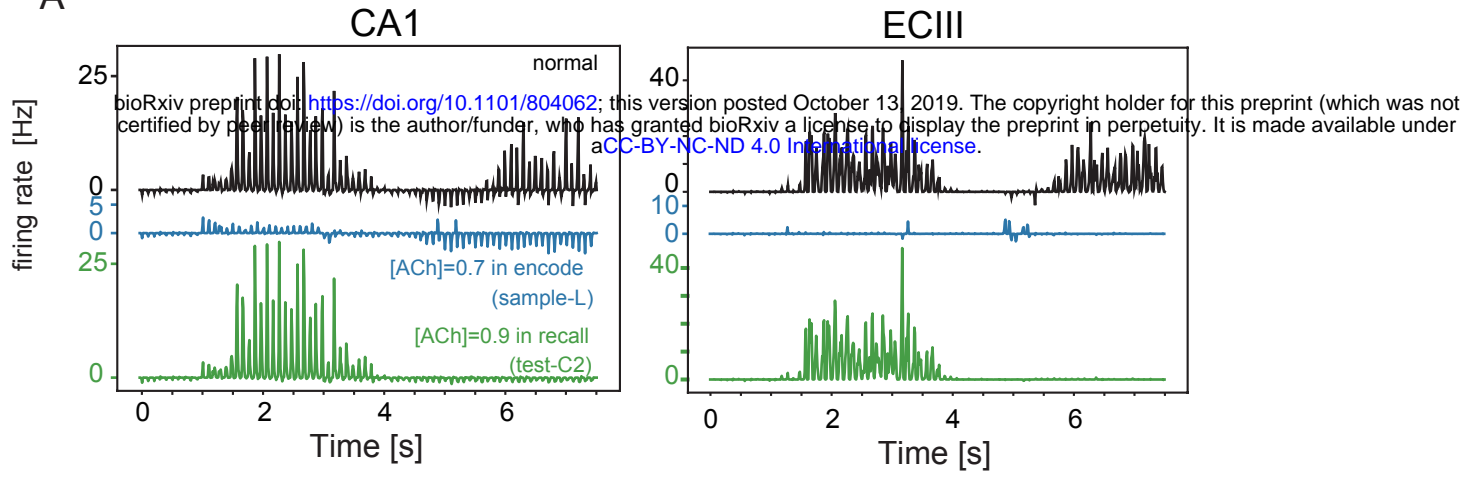 A
CA1
ECIII
normal
bioRxiv preprint doi: https://doi.org/10.1101/804062; this version posted October 13, 2019. The copyright holder for this preprint (which was not
certified by peer review) is the author/funder, who has granted bioRxiv a license to display the preprint in perpetuity. It is made available under
aCC-BY-NC-ND 4.0 International license.
firing rate [Hz]
25
0
5
0
25
0
[ACh]=0.7 in encode
(sample-L)
[ACh]=0.9 in recall
(test-C2)
0 2 4 6
Time [s]
40
0
10
0
40
0
0 2 4 6
Time [s]